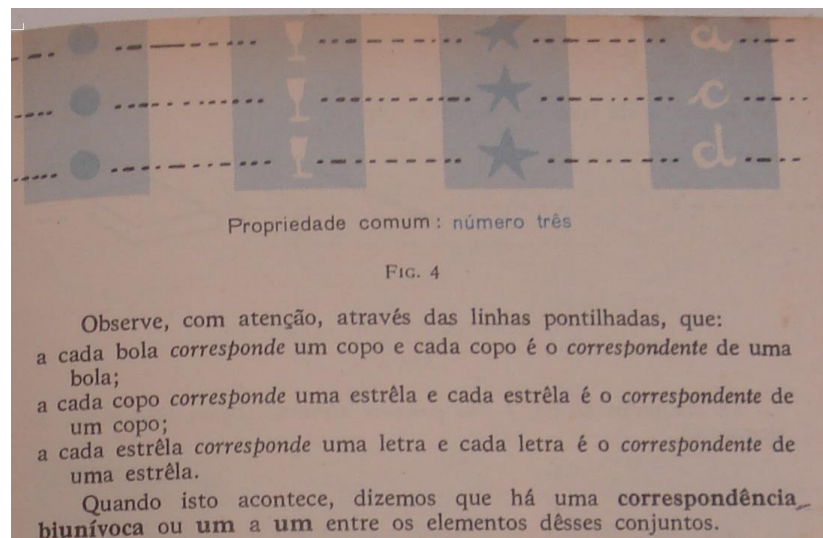 a
c
d
Propriedade comum: número três
FIG. 4
Observe, com atenção, através das linhas pontilhadas, que:
a cada bola corresponde um copo e cada copo é o correspondente de uma
bola;
a cada copo corresponde uma estrêla e cada estrêla é o correspondente de
um copo;
a cada estrêla corresponde uma letra e cada letra é o correspondente de
uma estrêla.
Quando isto acontece, dizemos que há uma correspondência
biunívoca ou um a um entre os elementos dêsses conjuntos.